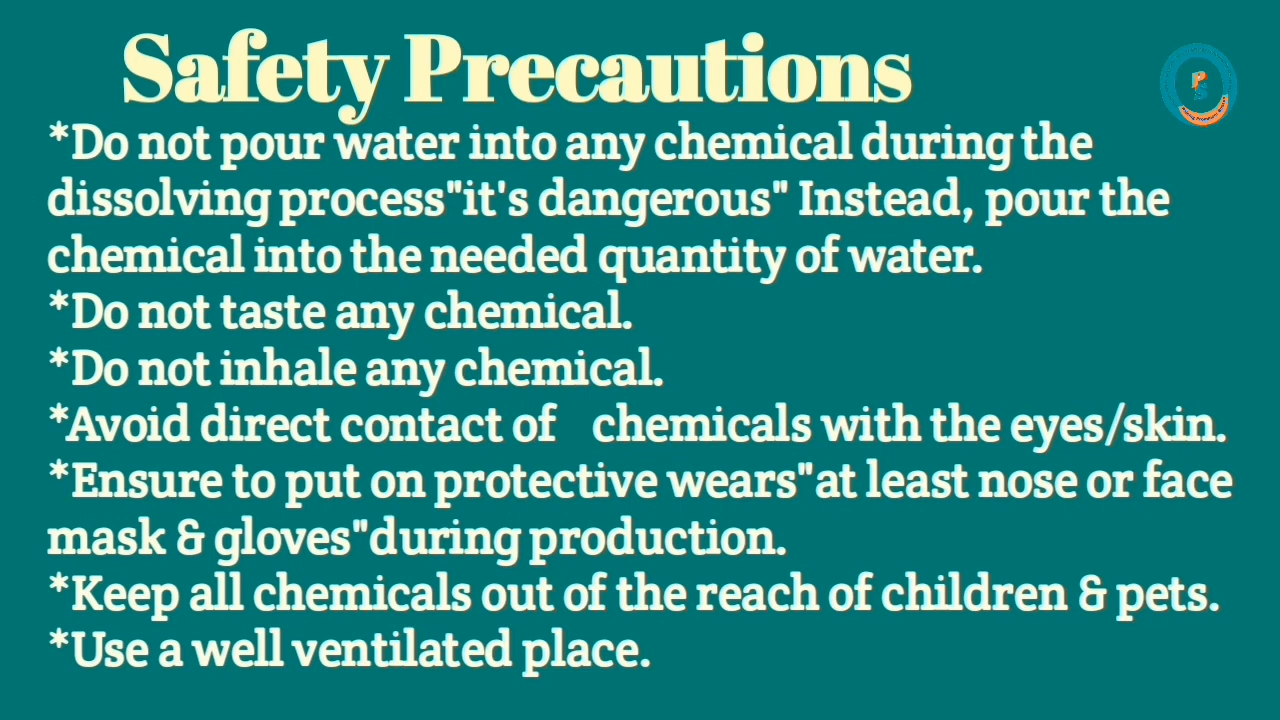 Safety Precautions
*Do not pour water into any chemical during the
dissolving process"it's dangerous" Instead, pour the
chemical into the needed quantity of water.
*Do not taste any chemical.
*Do not inhale any chemical.
*Avoid direct contact of   chemicals with the eyes/skin.
*Ensure to put on protective wears"at least nose or face
mask & gloves"during production.
*Keep all chemicals out of the reach of children & pets.
*Use a well ventilated place.